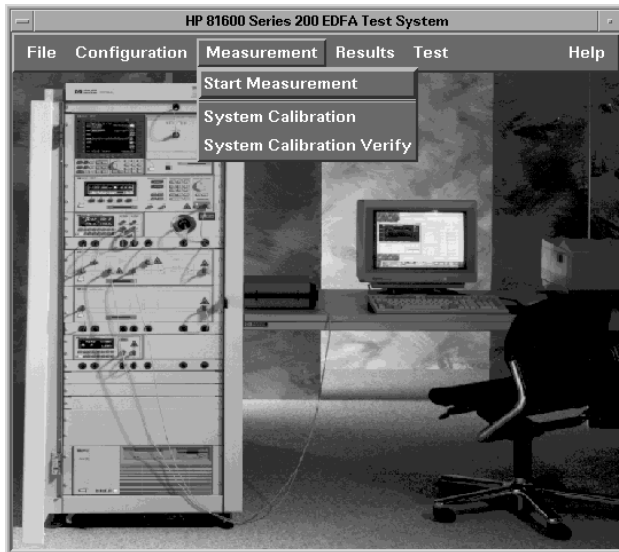 HP 81600 Series 200 EDFA Test System
File Configuration Measurement Results Test Help
Start Measurement
System Calibration
System Calibration Verify